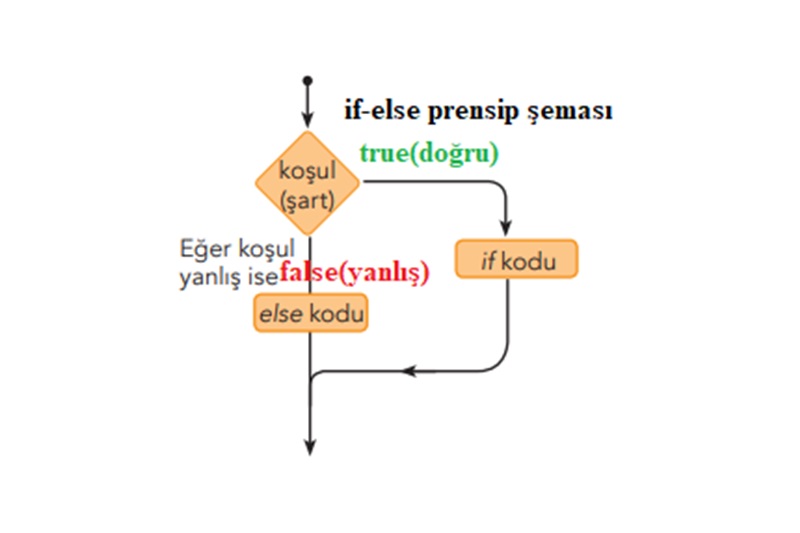 if-else prensip şeması
true(doğru)
koşul
(şart)
Eğer koşul
yanlış ise
false(yanlış)
if kodu
else kodu